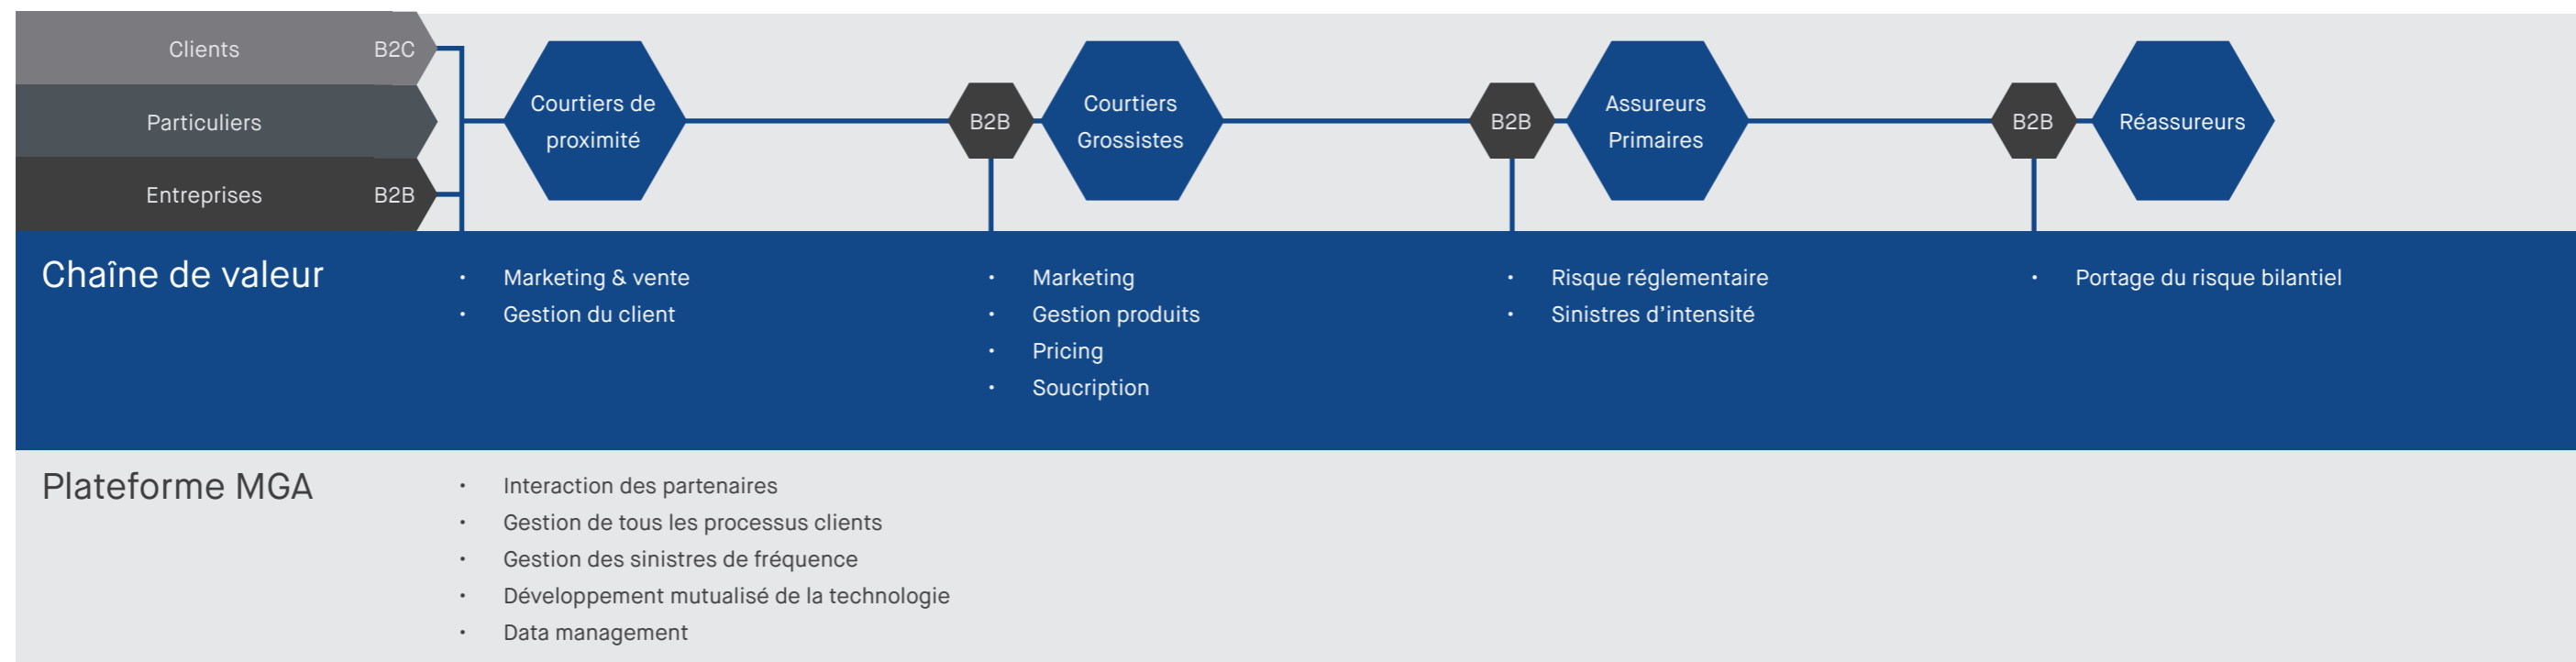 Clients B2C
Particuliers
Entreprises B2B
Courtiers de
proximité
B2B
Courtiers
Grossistes
B2B
Assureurs
Primaires
B2B
Réassureurs
Chaîne de valeur
• Marketing & vente
• Gestion du client
• Marketing
• Gestion produits
• Pricing
• Soucription
• Risque réglementaire
• Sinistres d’intensité
• Portage du risque bilantiel
Plateforme MGA
• Interaction des partenaires
• Gestion de tous les processus clients
• Gestion des sinistres de fréquence
• Développement mutualisé de la technologie
• Data management